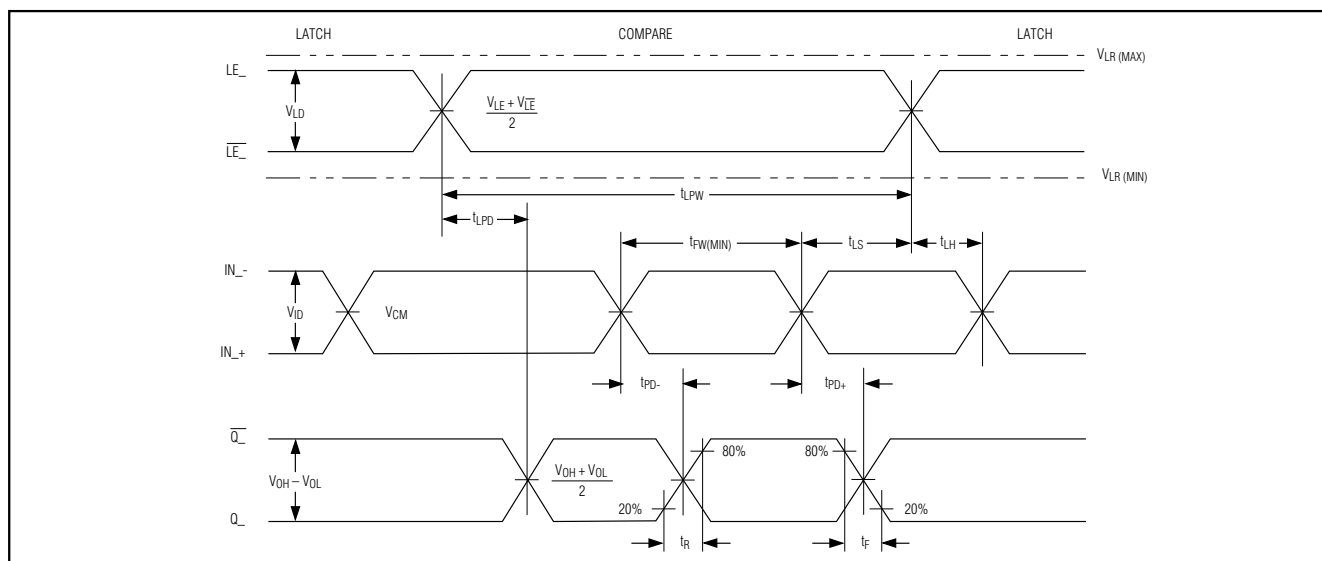 LATCH COMPARE LATCH
V_LR (MAX)
LE_
V_LD
V_LE + V_L̅E̅
2
L̅E̅_̅
V_LR (MIN)
t_LPW
t_LPD
t_FW(MIN) t_LS t_LH
IN_-
V_ID V_CM
IN_+
t_PD- t_PD+
Q̅_̅
80% 80%
V_OH – V_OL
V_OH + V_OL
2
20% 20%
Q_
t_R t_F